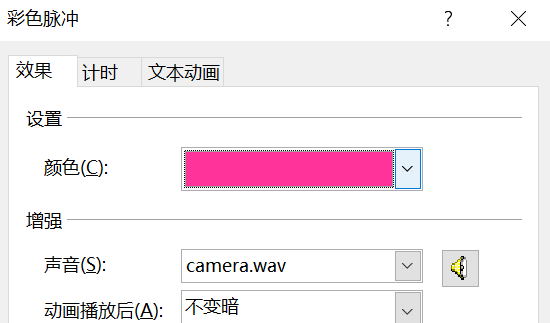 彩色脉冲 ?
效果 计时 文本动画
设置
颜色(C):
增强
声音(S): camera.wav
动画播放后(A): 不变暗